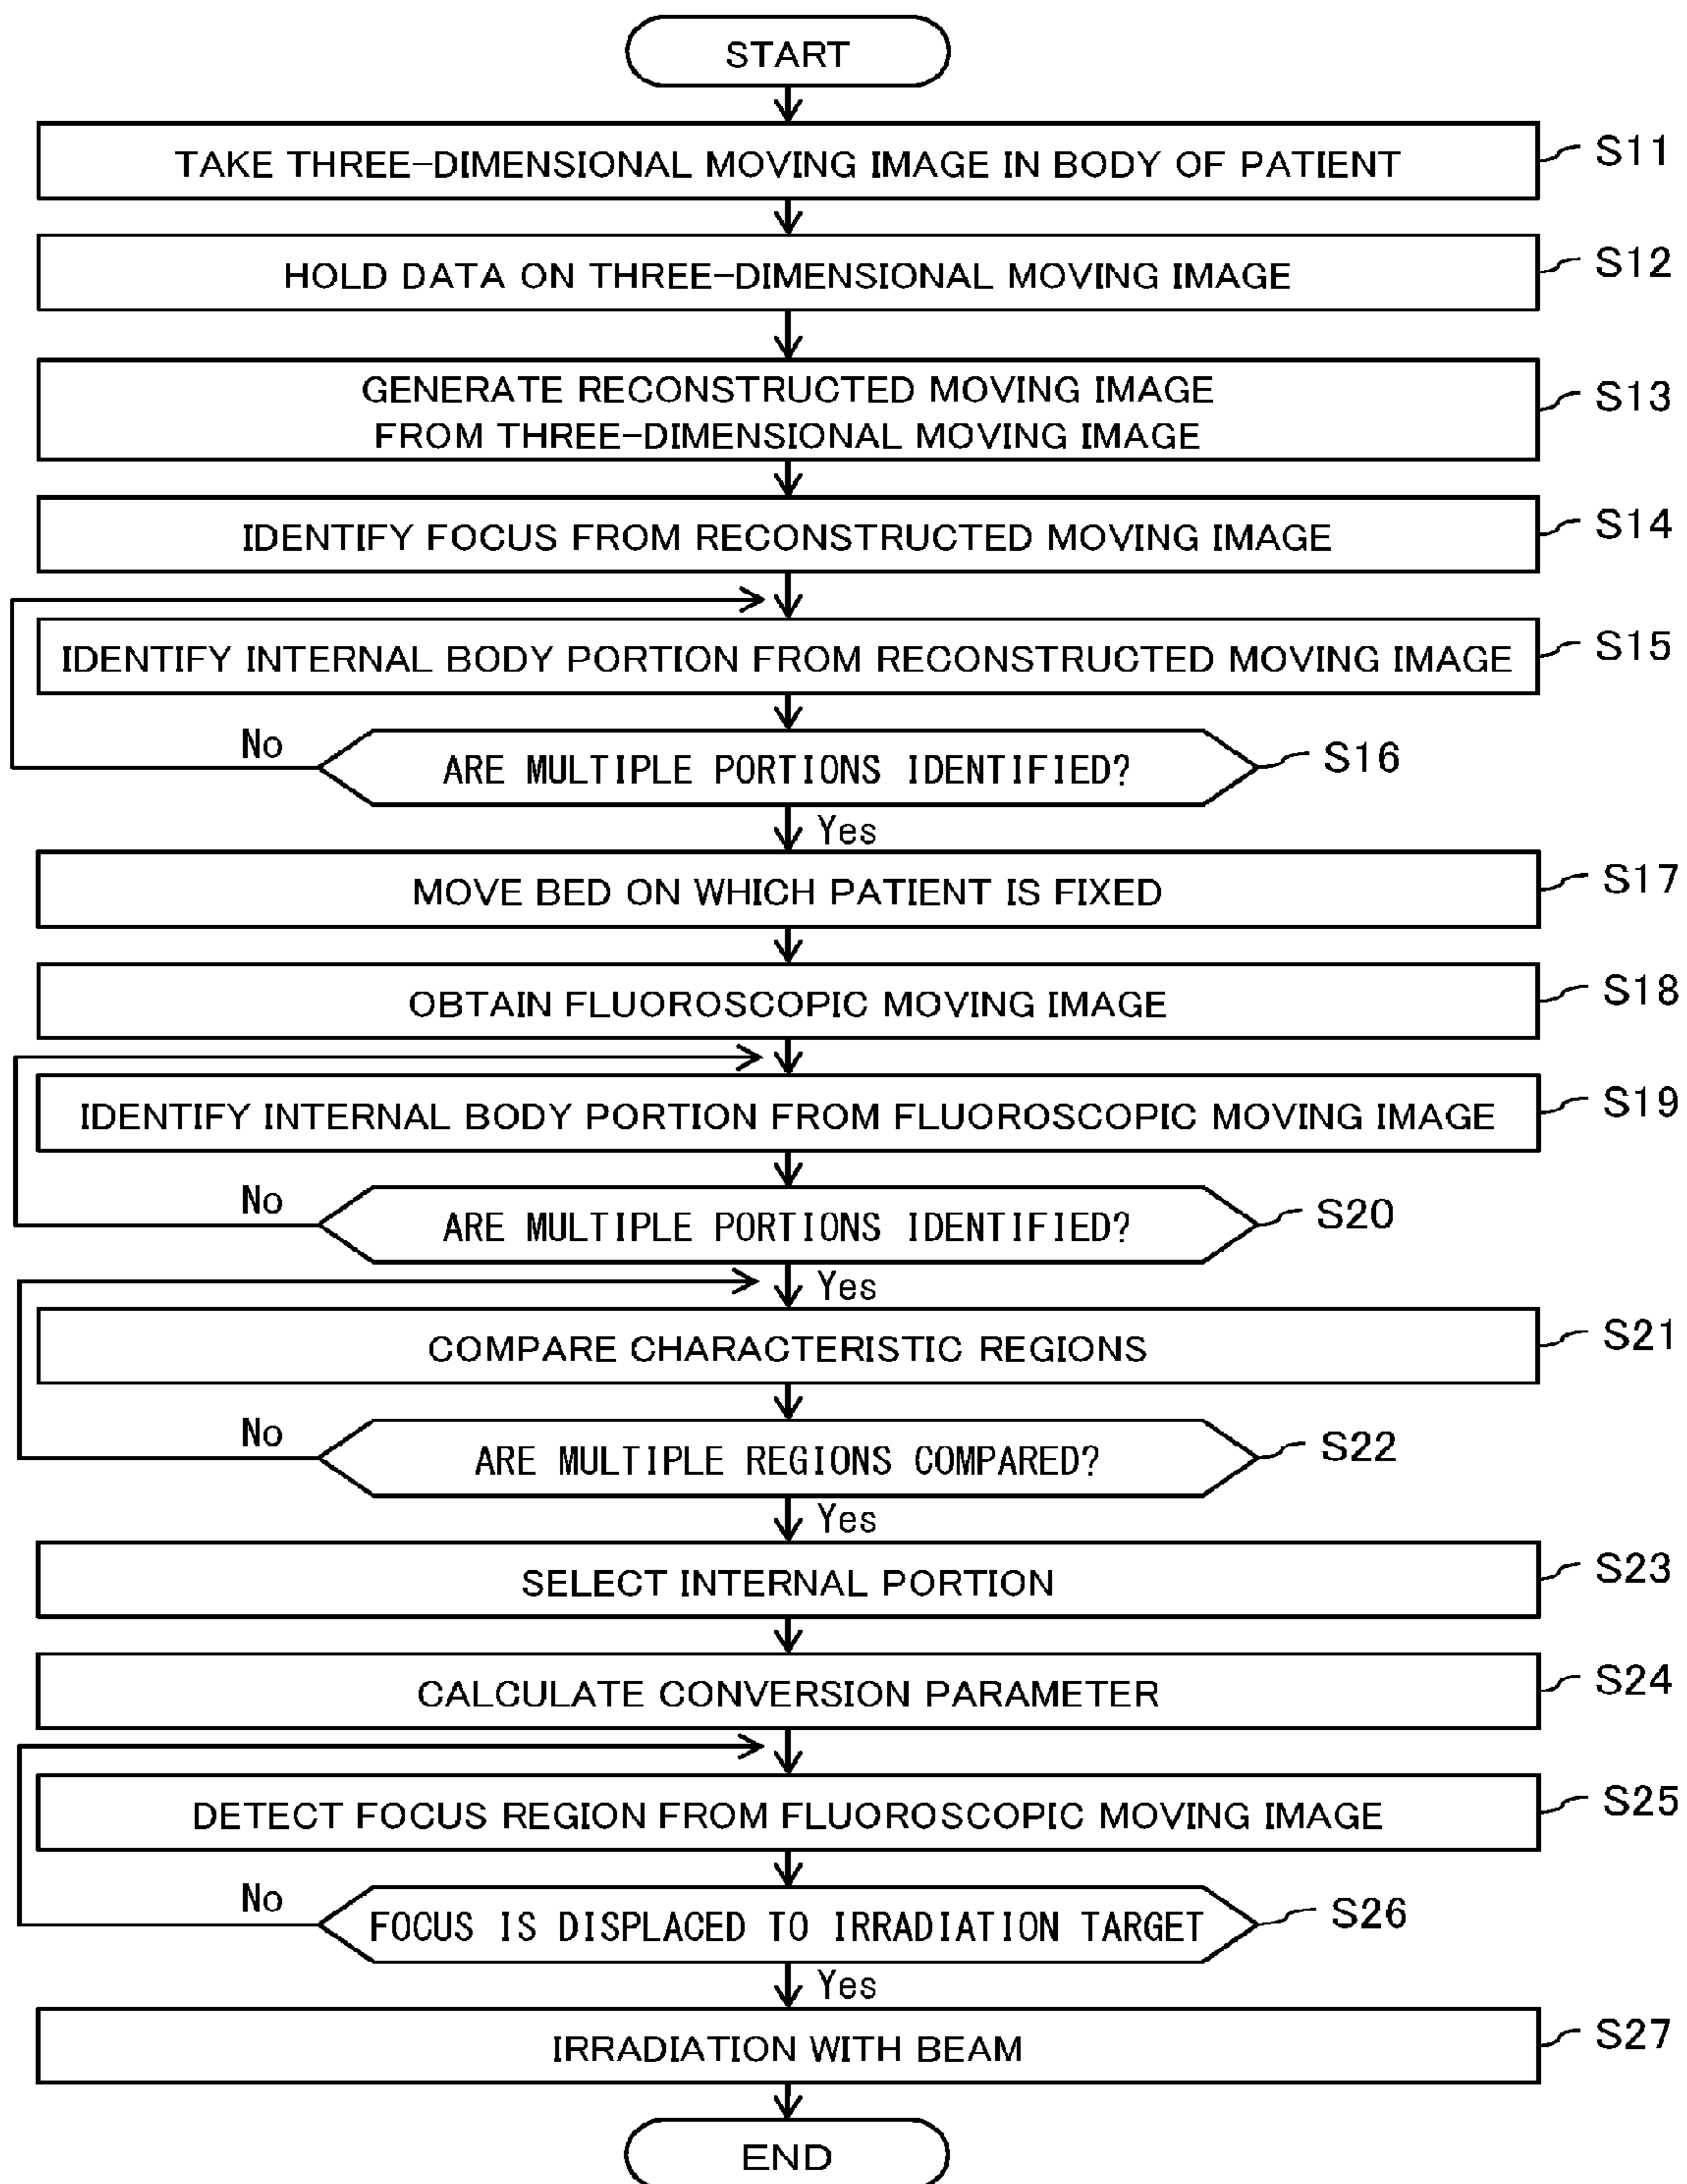 START
TAKE THREE-DIMENSIONAL MOVING IMAGE IN BODY OF PATIENT
S11
HOLD DATA ON THREE-DIMENSIONAL MOVING IMAGE
S12
GENERATE RECONSTRUCTED MOVING IMAGE
FROM THREE-DIMENSIONAL MOVING IMAGE
S13
IDENTIFY FOCUS FROM RECONSTRUCTED MOVING IMAGE
S14
IDENTIFY INTERNAL BODY PORTION FROM RECONSTRUCTED MOVING IMAGE
S15
No
ARE MULTIPLE PORTIONS IDENTIFIED?
S16
Yes
MOVE BED ON WHICH PATIENT IS FIXED
S17
OBTAIN FLUOROSCOPIC MOVING IMAGE
S18
IDENTIFY INTERNAL BODY PORTION FROM FLUOROSCOPIC MOVING IMAGE
S19
No
ARE MULTIPLE PORTIONS IDENTIFIED?
S20
Yes
COMPARE CHARACTERISTIC REGIONS
S21
No
ARE MULTIPLE REGIONS COMPARED?
S22
Yes
SELECT INTERNAL PORTION
S23
CALCULATE CONVERSION PARAMETER
S24
DETECT FOCUS REGION FROM FLUOROSCOPIC MOVING IMAGE
S25
No
FOCUS IS DISPLACED TO IRRADIATION TARGET
S26
Yes
IRRADIATION WITH BEAM
S27
END